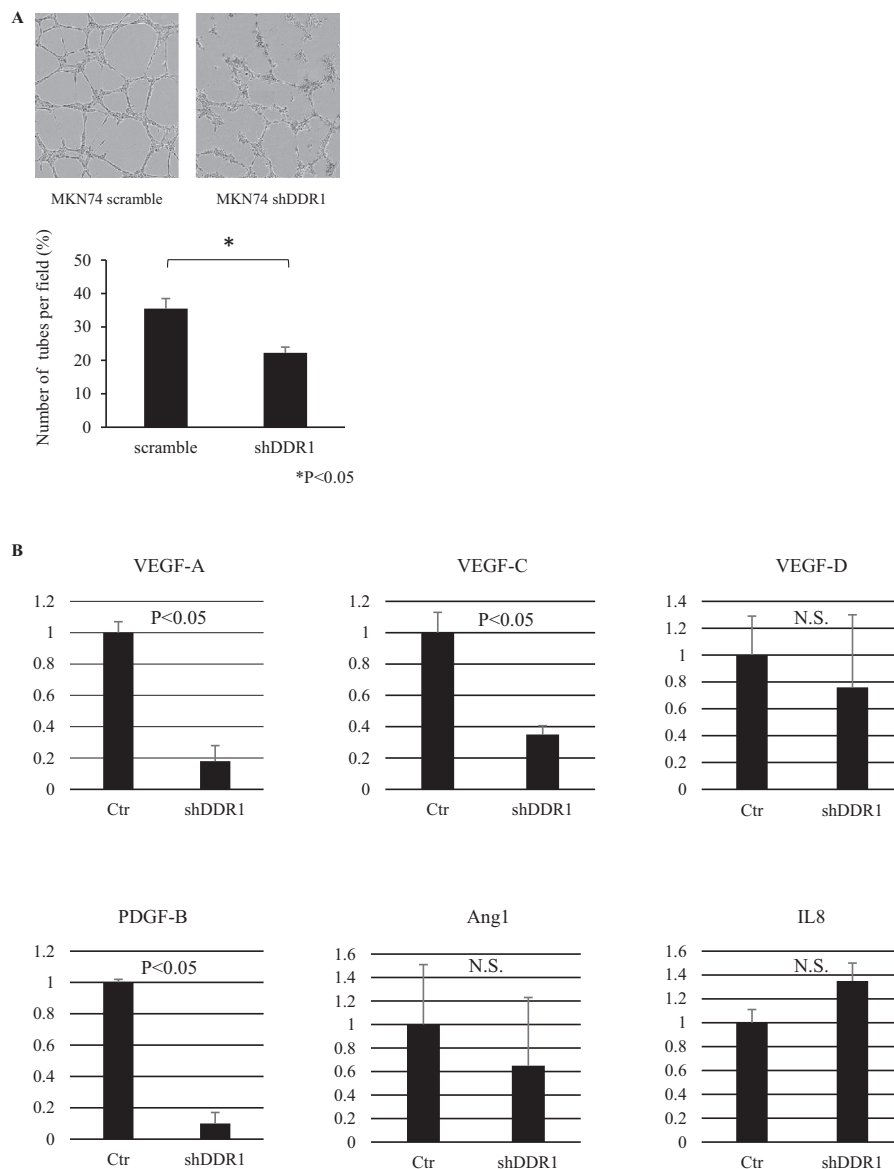 A
MKN74 scramble
MKN74 shDDR1
Number of tubes per field (%)
50
40
30
20
10
0
*
scramble
shDDR1
*P<0.05
B
VEGF-A
1.2
1
0.8
0.6
0.4
0.2
0
P<0.05
Ctr
shDDR1
VEGF-C
1.2
1
0.8
0.6
0.4
0.2
0
P<0.05
Ctr
shDDR1
VEGF-D
1.4
1.2
1
0.8
0.6
0.4
0.2
0
N.S.
Ctr
shDDR1
PDGF-B
1.2
1
0.8
0.6
0.4
0.2
0
P<0.05
Ctr
shDDR1
Ang1
1.6
1.4
1.2
1
0.8
0.6
0.4
0.2
0
N.S.
Ctr
shDDR1
IL8
1.6
1.4
1.2
1
0.8
0.6
0.4
0.2
0
N.S.
Ctr
shDDR1